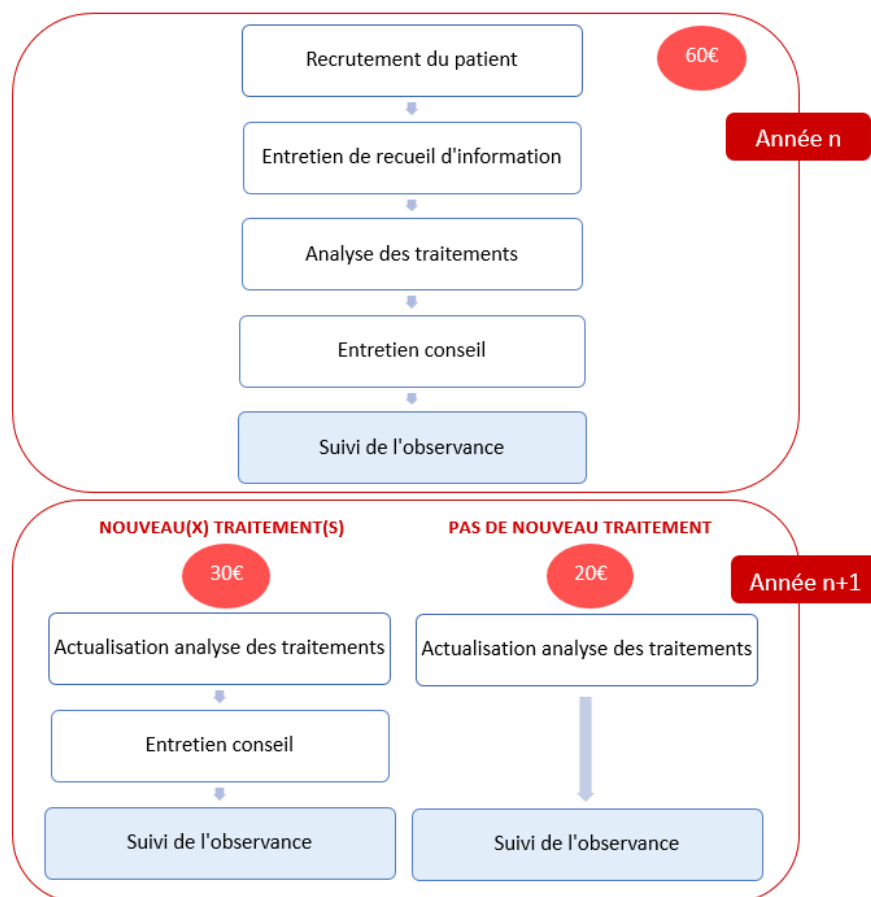 Recrutement du patient
60€
Année n
Entretien de recueil d'information
Analyse des traitements
Entretien conseil
Suivi de l'observance
NOUVEAU(X) TRAITEMENT(S)
PAS DE NOUVEAU TRAITEMENT
30€
20€
Année n+1
Actualisation analyse des traitements
Actualisation analyse des traitements
Entretien conseil
Suivi de l'observance
Suivi de l'observance